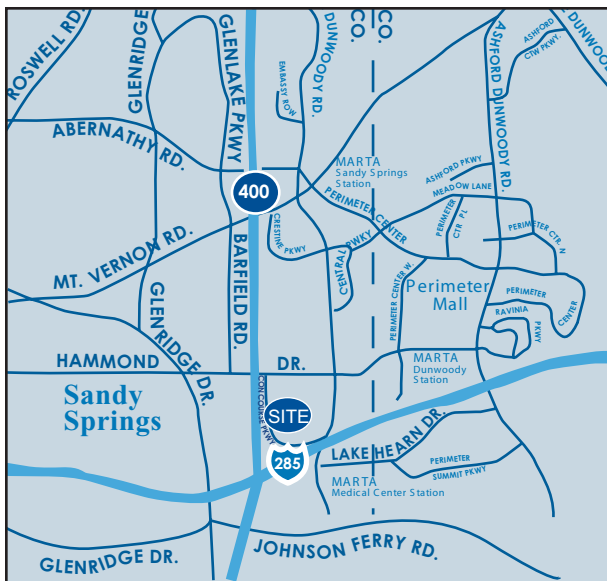 ROSWELL RD.
GLENRIDGE
GLENLAKE PKWY
EMBASSY ROW
DUNWOODY RD.
CO.
CO.
ASHFORD DUNWOODY RD.
ASHFORD
CTW PKWY.
DUNWOODY
ABERNATHY RD.
MARTA
Sandy Springs
Station
ASHFORD PKWY
MEADOW LANE
400
PERIMETER CENTER
PERIMETER
CTR PL
PERIMETER CTR. N
MT. VERNON RD.
BARFIELD RD.
CRESTINE PKWY
CENTRAL PWKY
PERIMETER CENTER W.
Perimeter
Mall
PERIMETER
CENTER
RAVINIA
PKWY
GLENRIDGE DR.
HAMMOND DR.
MARTA
Dunwoody
Station
Sandy
Springs
CONCOURSE PKWY
SITE
285
LAKE HEARN DR.
PERIMETER
SUMMIT PKWY
MARTA
Medical Center Station
GLENRIDGE DR.
JOHNSON FERRY RD.